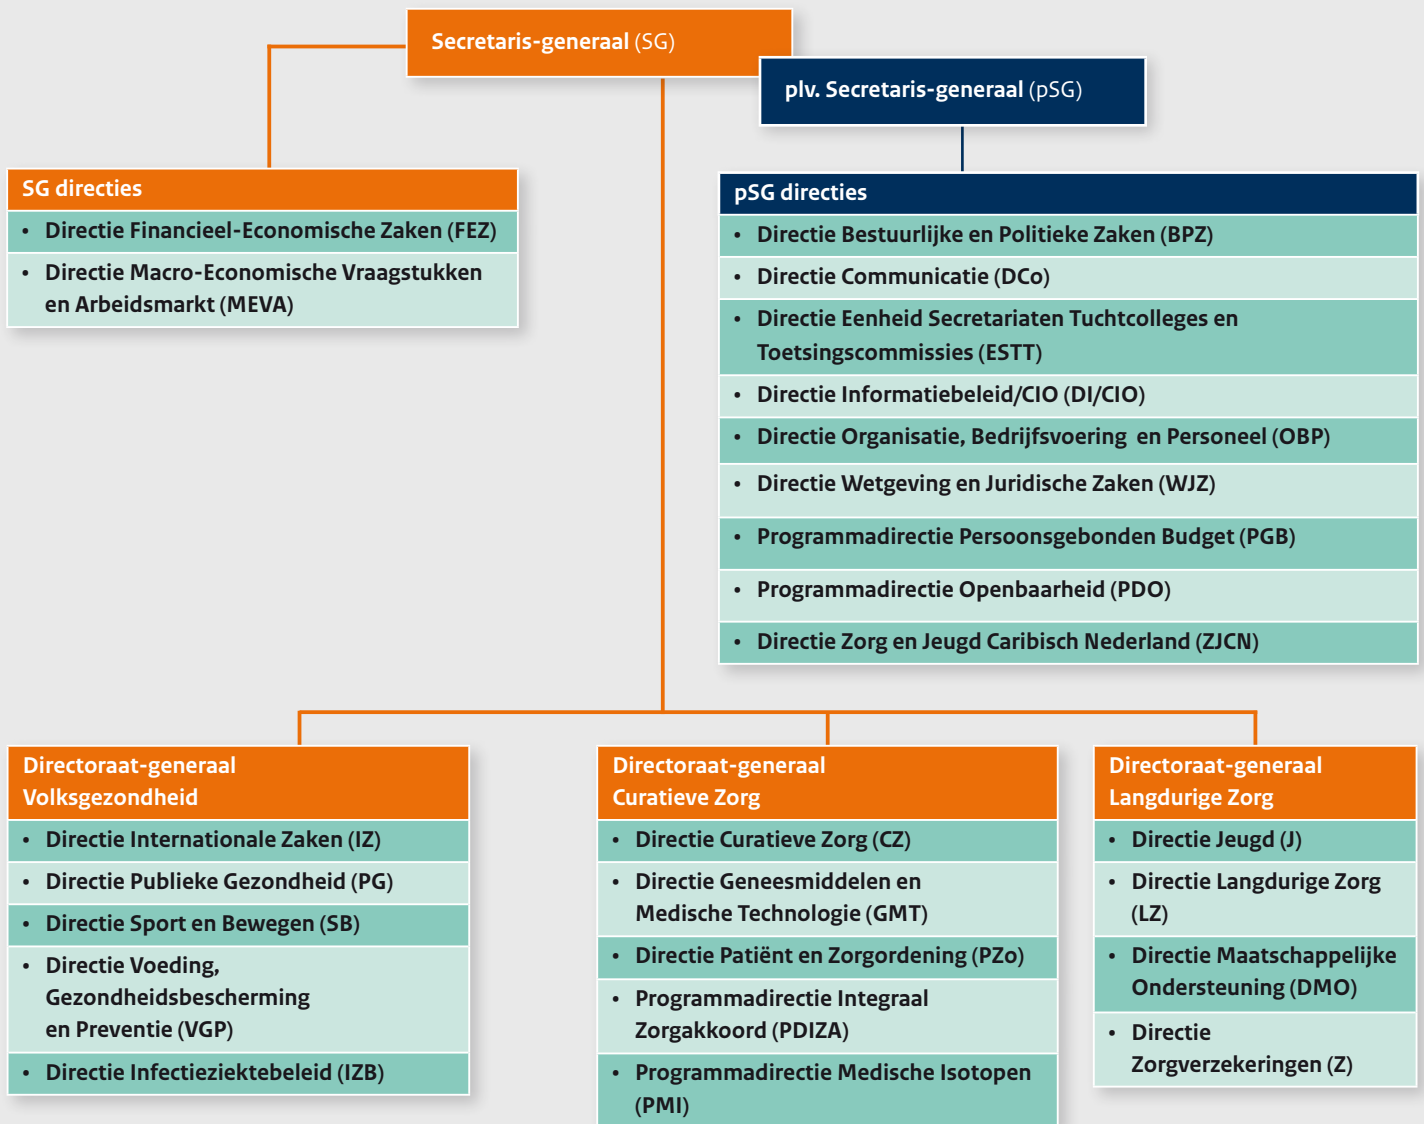 Secretaris-generaal (SG)
plv. Secretaris-generaal (pSG)
SG directies
• Directie Financieel-Economische Zaken (FEZ)
• Directie Macro-Economische Vraagstukken
en Arbeidsmarkt (MEVA)
pSG directies
• Directie Bestuurlijke en Politieke Zaken (BPZ)
• Directie Communicatie (DCo)
• Directie Eenheid Secretariaten Tuchtcolleges en
Toetsingscommissies (ESTT)
• Directie Informatiebeleid/CIO (DI/CIO)
• Directie Organisatie, Bedrijfsvoering en Personeel (OBP)
• Directie Wetgeving en Juridische Zaken (WJZ)
• Programmadirectie Persoonsgebonden Budget (PGB)
• Programmadirectie Openbaarheid (PDO)
• Directie Zorg en Jeugd Caribisch Nederland (ZJCN)
Directoraat-generaal
Volksgezondheid
• Directie Internationale Zaken (IZ)
• Directie Publieke Gezondheid (PG)
• Directie Sport en Bewegen (SB)
• Directie Voeding,
Gezondheidsbescherming
en Preventie (VGP)
• Directie Infectieziektebeleid (IZB)
Directoraat-generaal
Curatieve Zorg
• Directie Curatieve Zorg (CZ)
• Directie Geneesmiddelen en
Medische Technologie (GMT)
• Directie Patiënt en Zorgordening (PZo)
• Programmadirectie Integraal
Zorgakkoord (PDIZA)
• Programmadirectie Medische Isotopen
(PMI)
Directoraat-generaal
Langdurige Zorg
• Directie Jeugd (J)
• Directie Langdurige Zorg
(LZ)
• Directie Maatschappelijke
Ondersteuning (DMO)
• Directie
Zorgverzekeringen (Z)